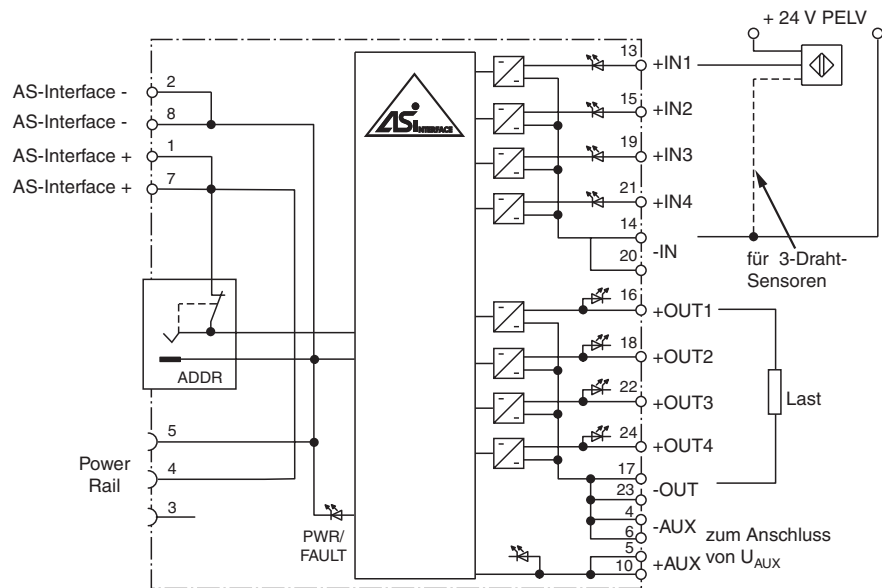 + 24 V PELV
AS-Interface -
2
AS-Interface -
8
AS-Interface +
1
AS-Interface +
7
ASi INTERFACE
13
+IN1
15
+IN2
19
+IN3
21
+IN4
14
-IN
20
für 3-Draht-
Sensoren
ADDR
16
+OUT1
18
+OUT2
22
+OUT3
24
+OUT4
17
-OUT
23
Last
Power
Rail
5
4
3
PWR/
FAULT
4
-AUX
6
5
+AUX
10
zum Anschluss
von UAUX